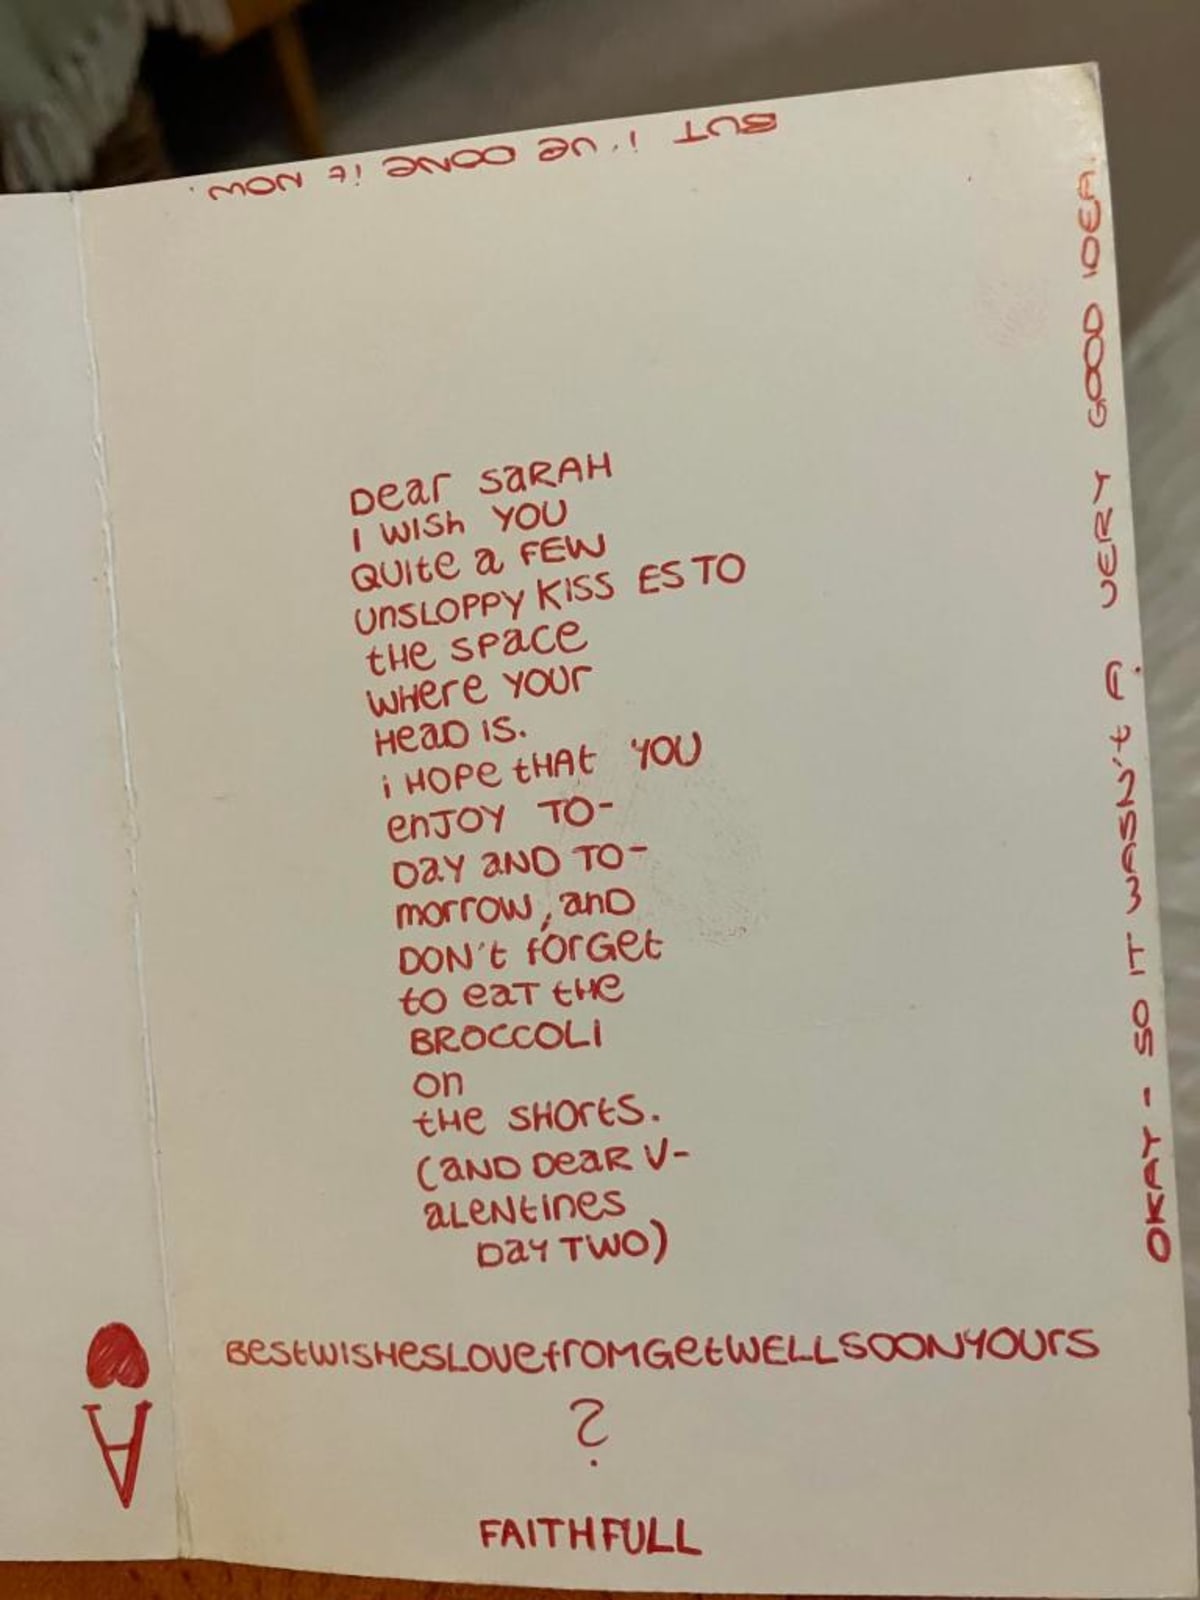 Dear SaRAH
I WISh YOU
QUIte a FEW
UnSLOPPY KISS ES TO
tHe SPace
WHere YOUr
HeaD IS.
i HOPe tHAt YOU
enJOY TO-
DaY aND TO-
morrow, anD
DON't forGet
to eaT tHe
BROCCOLI
on
tHe SHOrtS.
(aND DeaR V-
aLeNtines
DaY TWO)
BeStWISHeSLOVefrOMGetWELLSOONYOUrS
?
FAITHFULL
OKAY - SO IT WASN't A VERY GOOD IDEA.
BUT i've DONE it NOW.
A